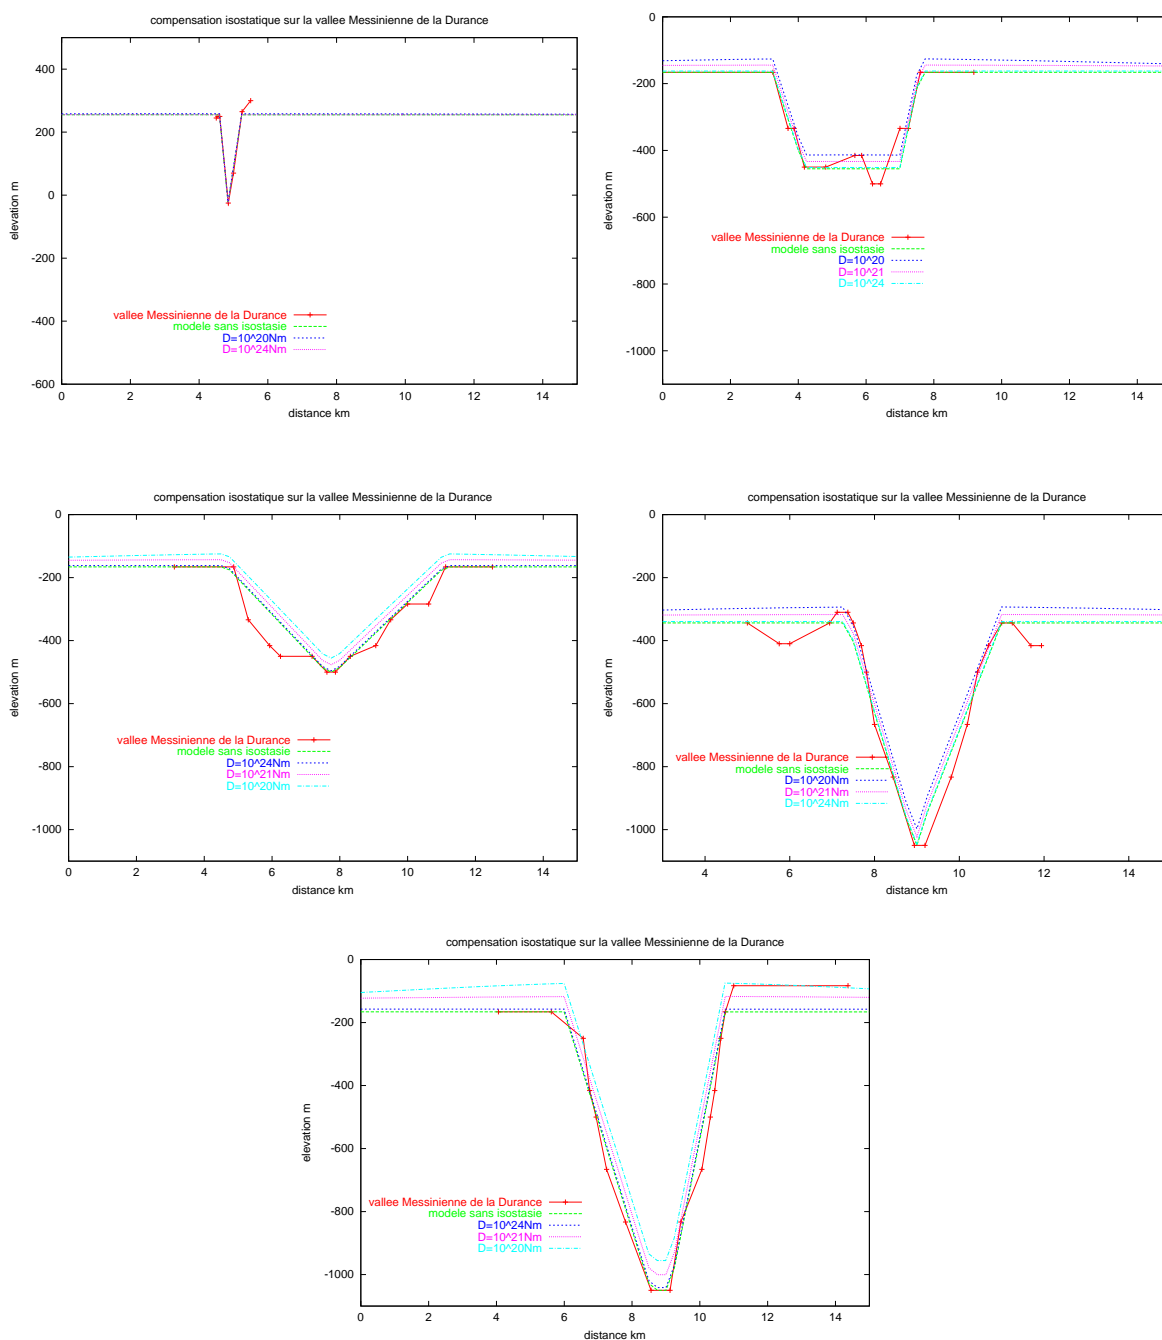 compensation isostatique sur la vallee Messinienne de la Durance
400
200
0
-200
-400
-600
elevation m
vallee Messinienne de la Durance
modele sans isostasie
D=10^20Nm
D=10^24Nm
0 2 4 6 8 10 12 14
distance km
0
-200
-400
-600
-800
-1000
elevation m
vallee Messinienne de la Durance
modele sans isostasie
D=10^20
D=10^21
D=10^24
0 2 4 6 8 10 12 14
distance km
compensation isostatique sur la vallee Messinienne de la Durance
0
-200
-400
-600
-800
-1000
elevation m
vallee Messinienne de la Durance
modele sans isostasie
D=10^24Nm
D=10^21Nm
D=10^20Nm
0 2 4 6 8 10 12 14
distance km
compensation isostatique sur la vallee Messinienne de la Durance
0
-200
-400
-600
-800
-1000
elevation m
vallee Messinienne de la Durance
modele sans isostasie
D=10^20Nm
D=10^21Nm
D=10^24Nm
4 6 8 10 12 14
distance km
compensation isostatique sur la vallee Messinienne de la Durance
0
-200
-400
-600
-800
-1000
elevation m
vallee Messinienne de la Durance
modele sans isostasie
D=10^24Nm
D=10^21Nm
D=10^20Nm
0 2 4 6 8 10 12 14
distance km